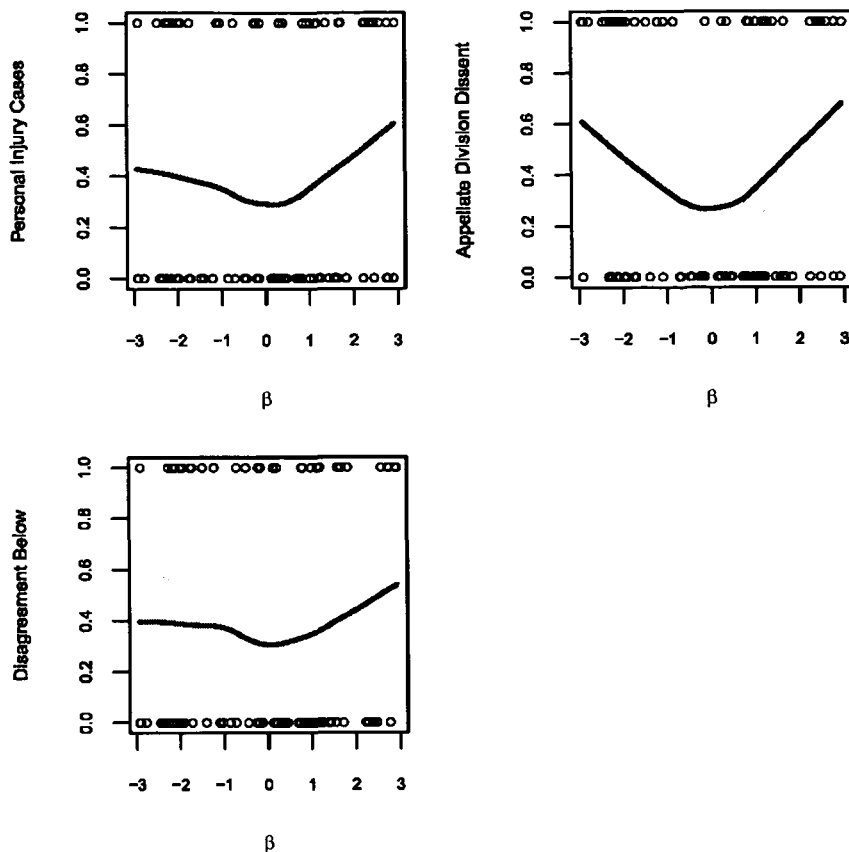 Personal Injury Cases
1.0
0.8
0.6
0.4
0.2
0.0
−3 −2 −1 0 1 2 3
β
Appellate Division Dissent
1.0
0.8
0.6
0.4
0.2
0.0
−3 −2 −1 0 1 2 3
β
Disagreement Below
1.0
0.8
0.6
0.4
0.2
0.0
−3 −2 −1 0 1 2 3
β